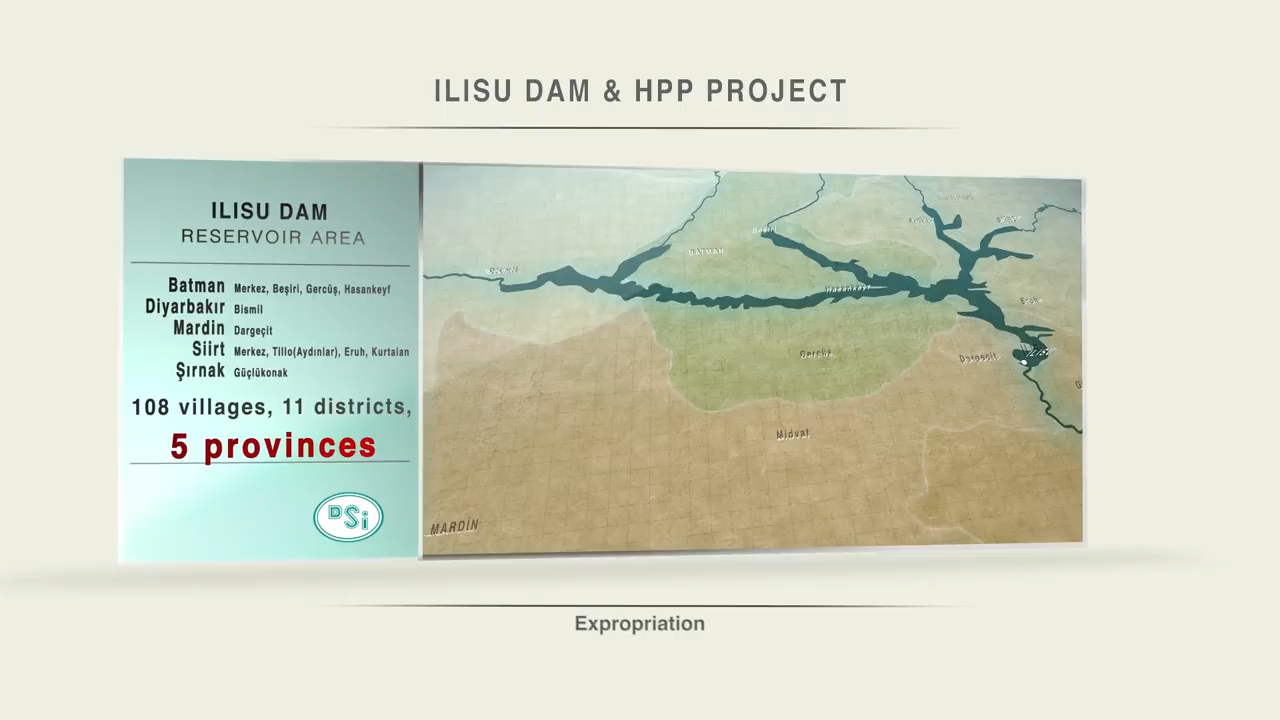 ILISU DAM & HPP PROJECT
ILISU DAM
RESERVOIR AREA
Batman Merkez, Beşiri, Gercüş, Hasankeyf
Diyarbakır Bismil
Mardin Dargeçit
Siirt Merkez, Tillo(Aydınlar), Eruh, Kurtalan
Şırnak Güçlükonak
108 villages, 11 districts,
5 provinces
DSi
Beşiri
BATMAN
Hasankeyf
Eruh
Gercüş
Dargeçit
ILISU
Midyat
MARDİN
Expropriation